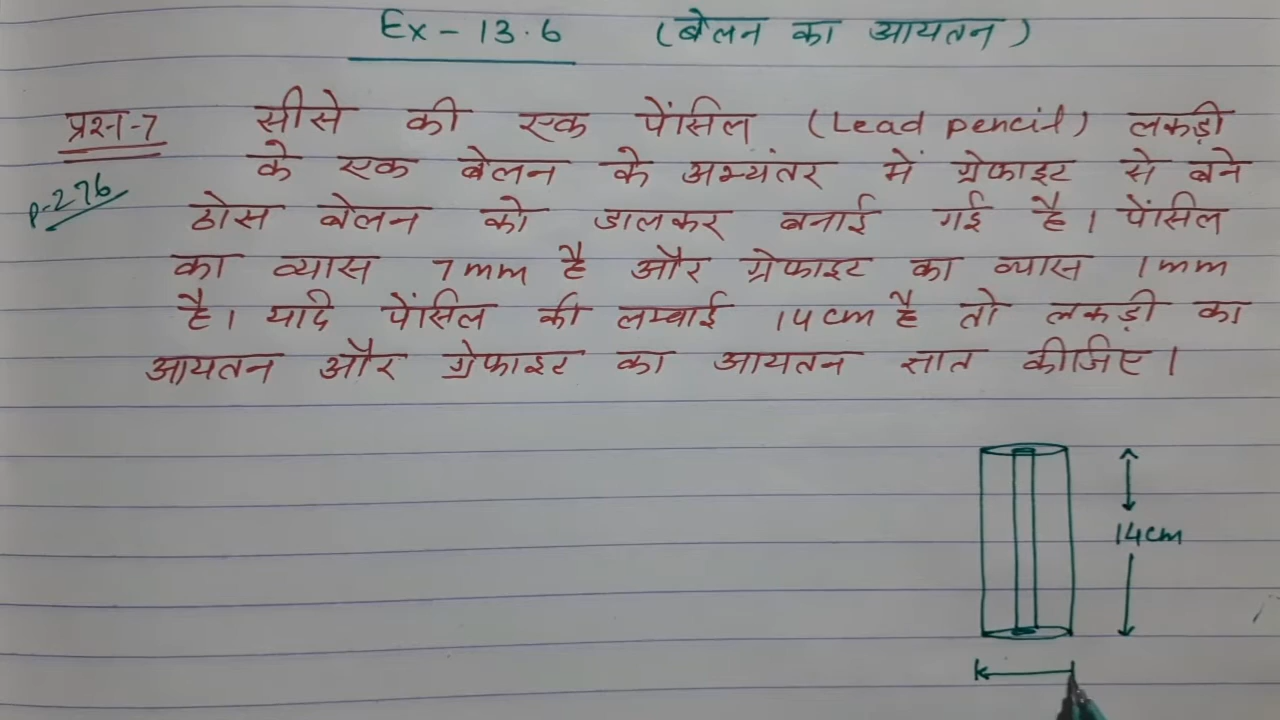 Ex - 13.6 (बेलन का आयतन)
प्रश्न-7 सीसे की एक पेंसिल (Lead pencil) लकड़ी
के एक बेलन के अभ्यंतर में ग्रेफाइट से बने
P-276 ठोस बेलन को डालकर बनाई गई है। पेंसिल
का व्यास 7mm है और ग्रेफाइट का व्यास 1mm
है। यदि पेंसिल की लम्बाई 14cm है तो लकड़ी का
आयतन और ग्रेफाइट का आयतन ज्ञात कीजिए।
14cm